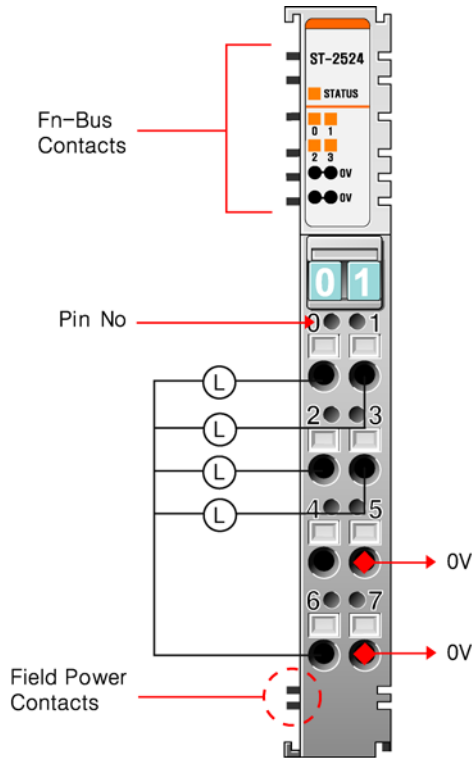 ST-2524
STATUS
0 1
2 3
0V
0V
Fn-Bus
Contacts
01
Pin No
0 1
L
L
2 3
L
L
4 5
0V
6 7
0V
Field Power
Contacts